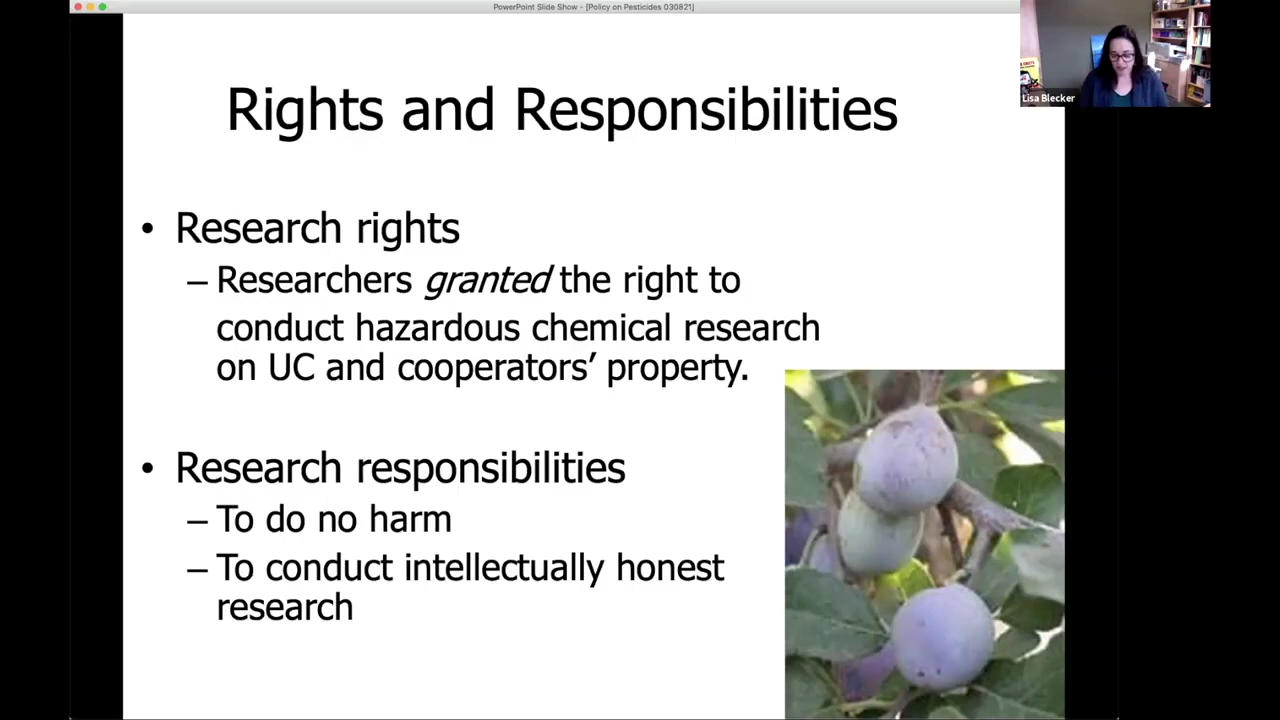 PowerPoint Slide Show - [Policy on Pesticides 030821]
Lisa Blecker
Rights and Responsibilities
• Research rights
– Researchers granted the right to
conduct hazardous chemical research
on UC and cooperators’ property.
• Research responsibilities
– To do no harm
– To conduct intellectually honest
research